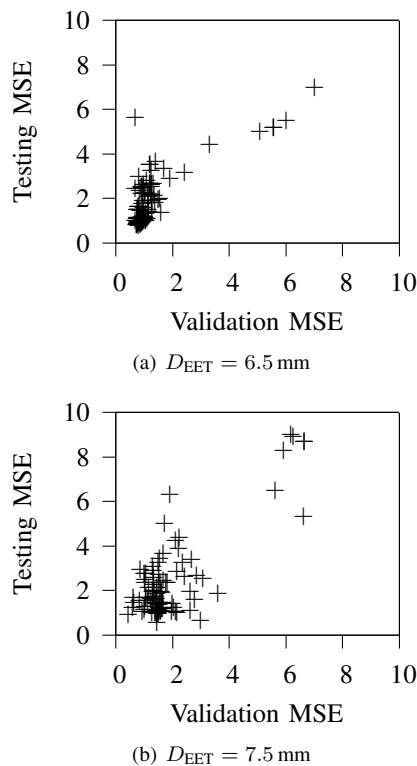 10
8
6
4
2
0
Testing MSE
0 2 4 6 8 10
Validation MSE
(a) D_EET = 6.5 mm
10
8
6
4
2
0
Testing MSE
0 2 4 6 8 10
Validation MSE
(b) D_EET = 7.5 mm